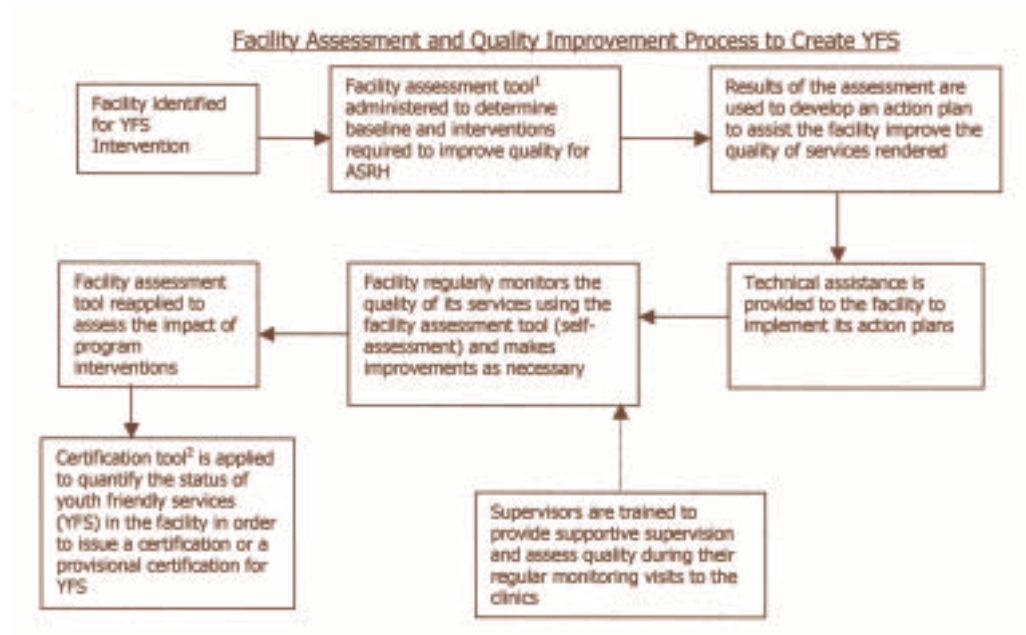 Facility Assessment and Quality Improvement Process to Create YFS
Facility identified
for YFS
Intervention
Facility assessment tool¹
administered to determine
baseline and interventions
required to improve quality for
ASRH
Results of the assessment are
used to develop an action plan
to assist the facility improve the
quality of services rendered
Technical assistance is
provided to the facility to
implement its action plans
Facility regularly monitors the
quality of its services using the
facility assessment tool (self-
assessment) and makes
improvements as necessary
Facility assessment
tool reapplied to
assess the impact of
program
interventions
Certification tool² is applied
to quantify the status of
youth friendly services
(YFS) in the facility in order
to issue a certification or a
provisional certification for
YFS
Supervisors are trained to
provide supportive supervision
and assess quality during their
regular monitoring visits to the
clinics